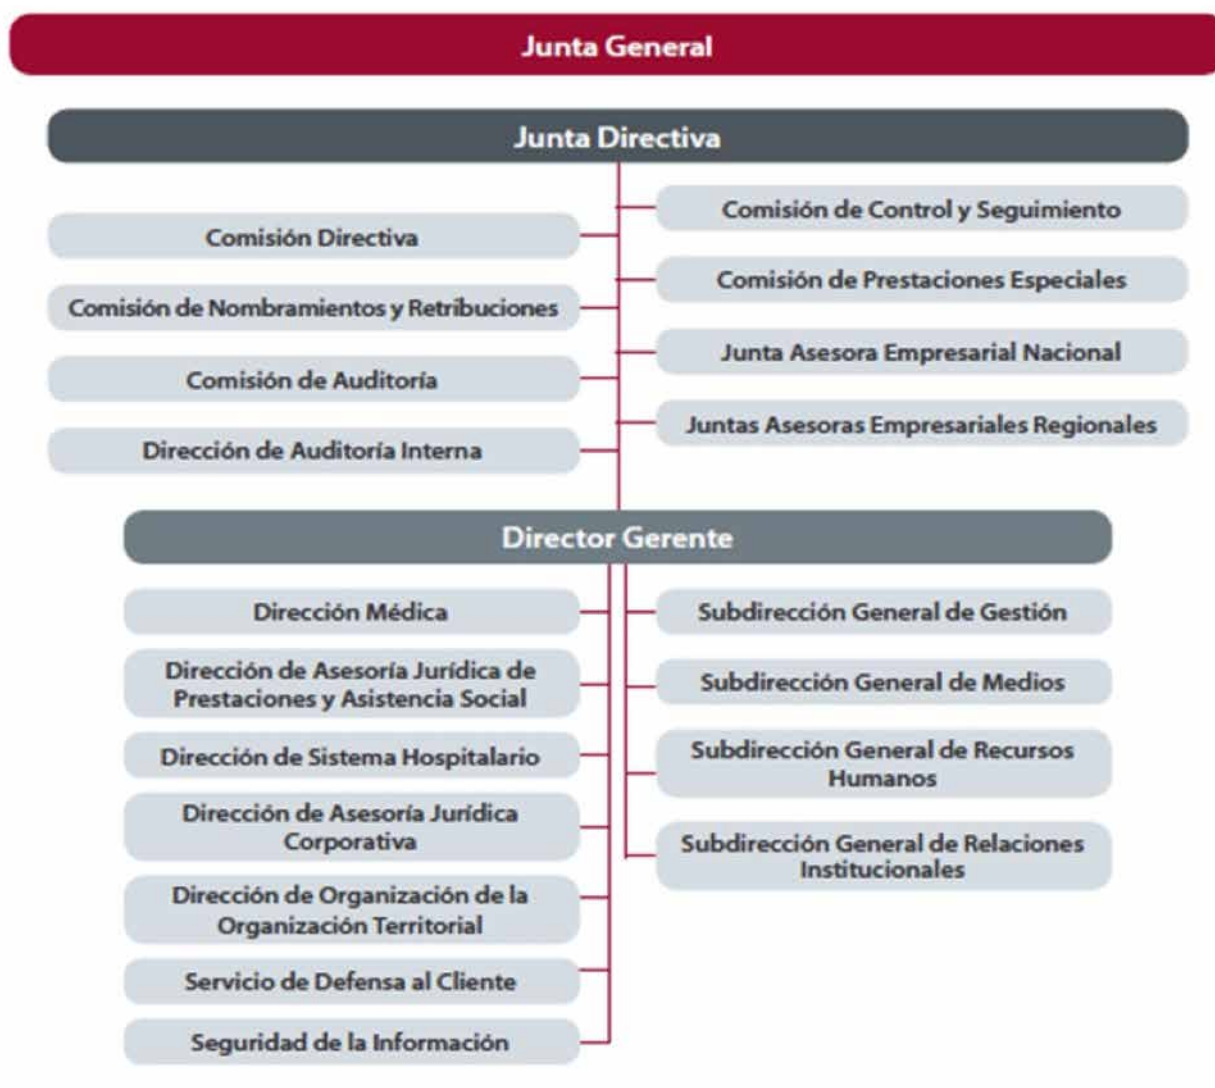 Junta General
Junta Directiva
Comisión Directiva
Comisión de Nombramientos y Retribuciones
Comisión de Auditoría
Dirección de Auditoría Interna
Comisión de Control y Seguimiento
Comisión de Prestaciones Especiales
Junta Asesora Empresarial Nacional
Juntas Asesoras Empresariales Regionales
Director Gerente
Dirección Médica
Dirección de Asesoría Jurídica de
Prestaciones y Asistencia Social
Dirección de Sistema Hospitalario
Dirección de Asesoría Jurídica
Corporativa
Dirección de Organización de la
Organización Territorial
Servicio de Defensa al Cliente
Seguridad de la Información
Subdirección General de Gestión
Subdirección General de Medios
Subdirección General de Recursos
Humanos
Subdirección General de Relaciones
Institucionales